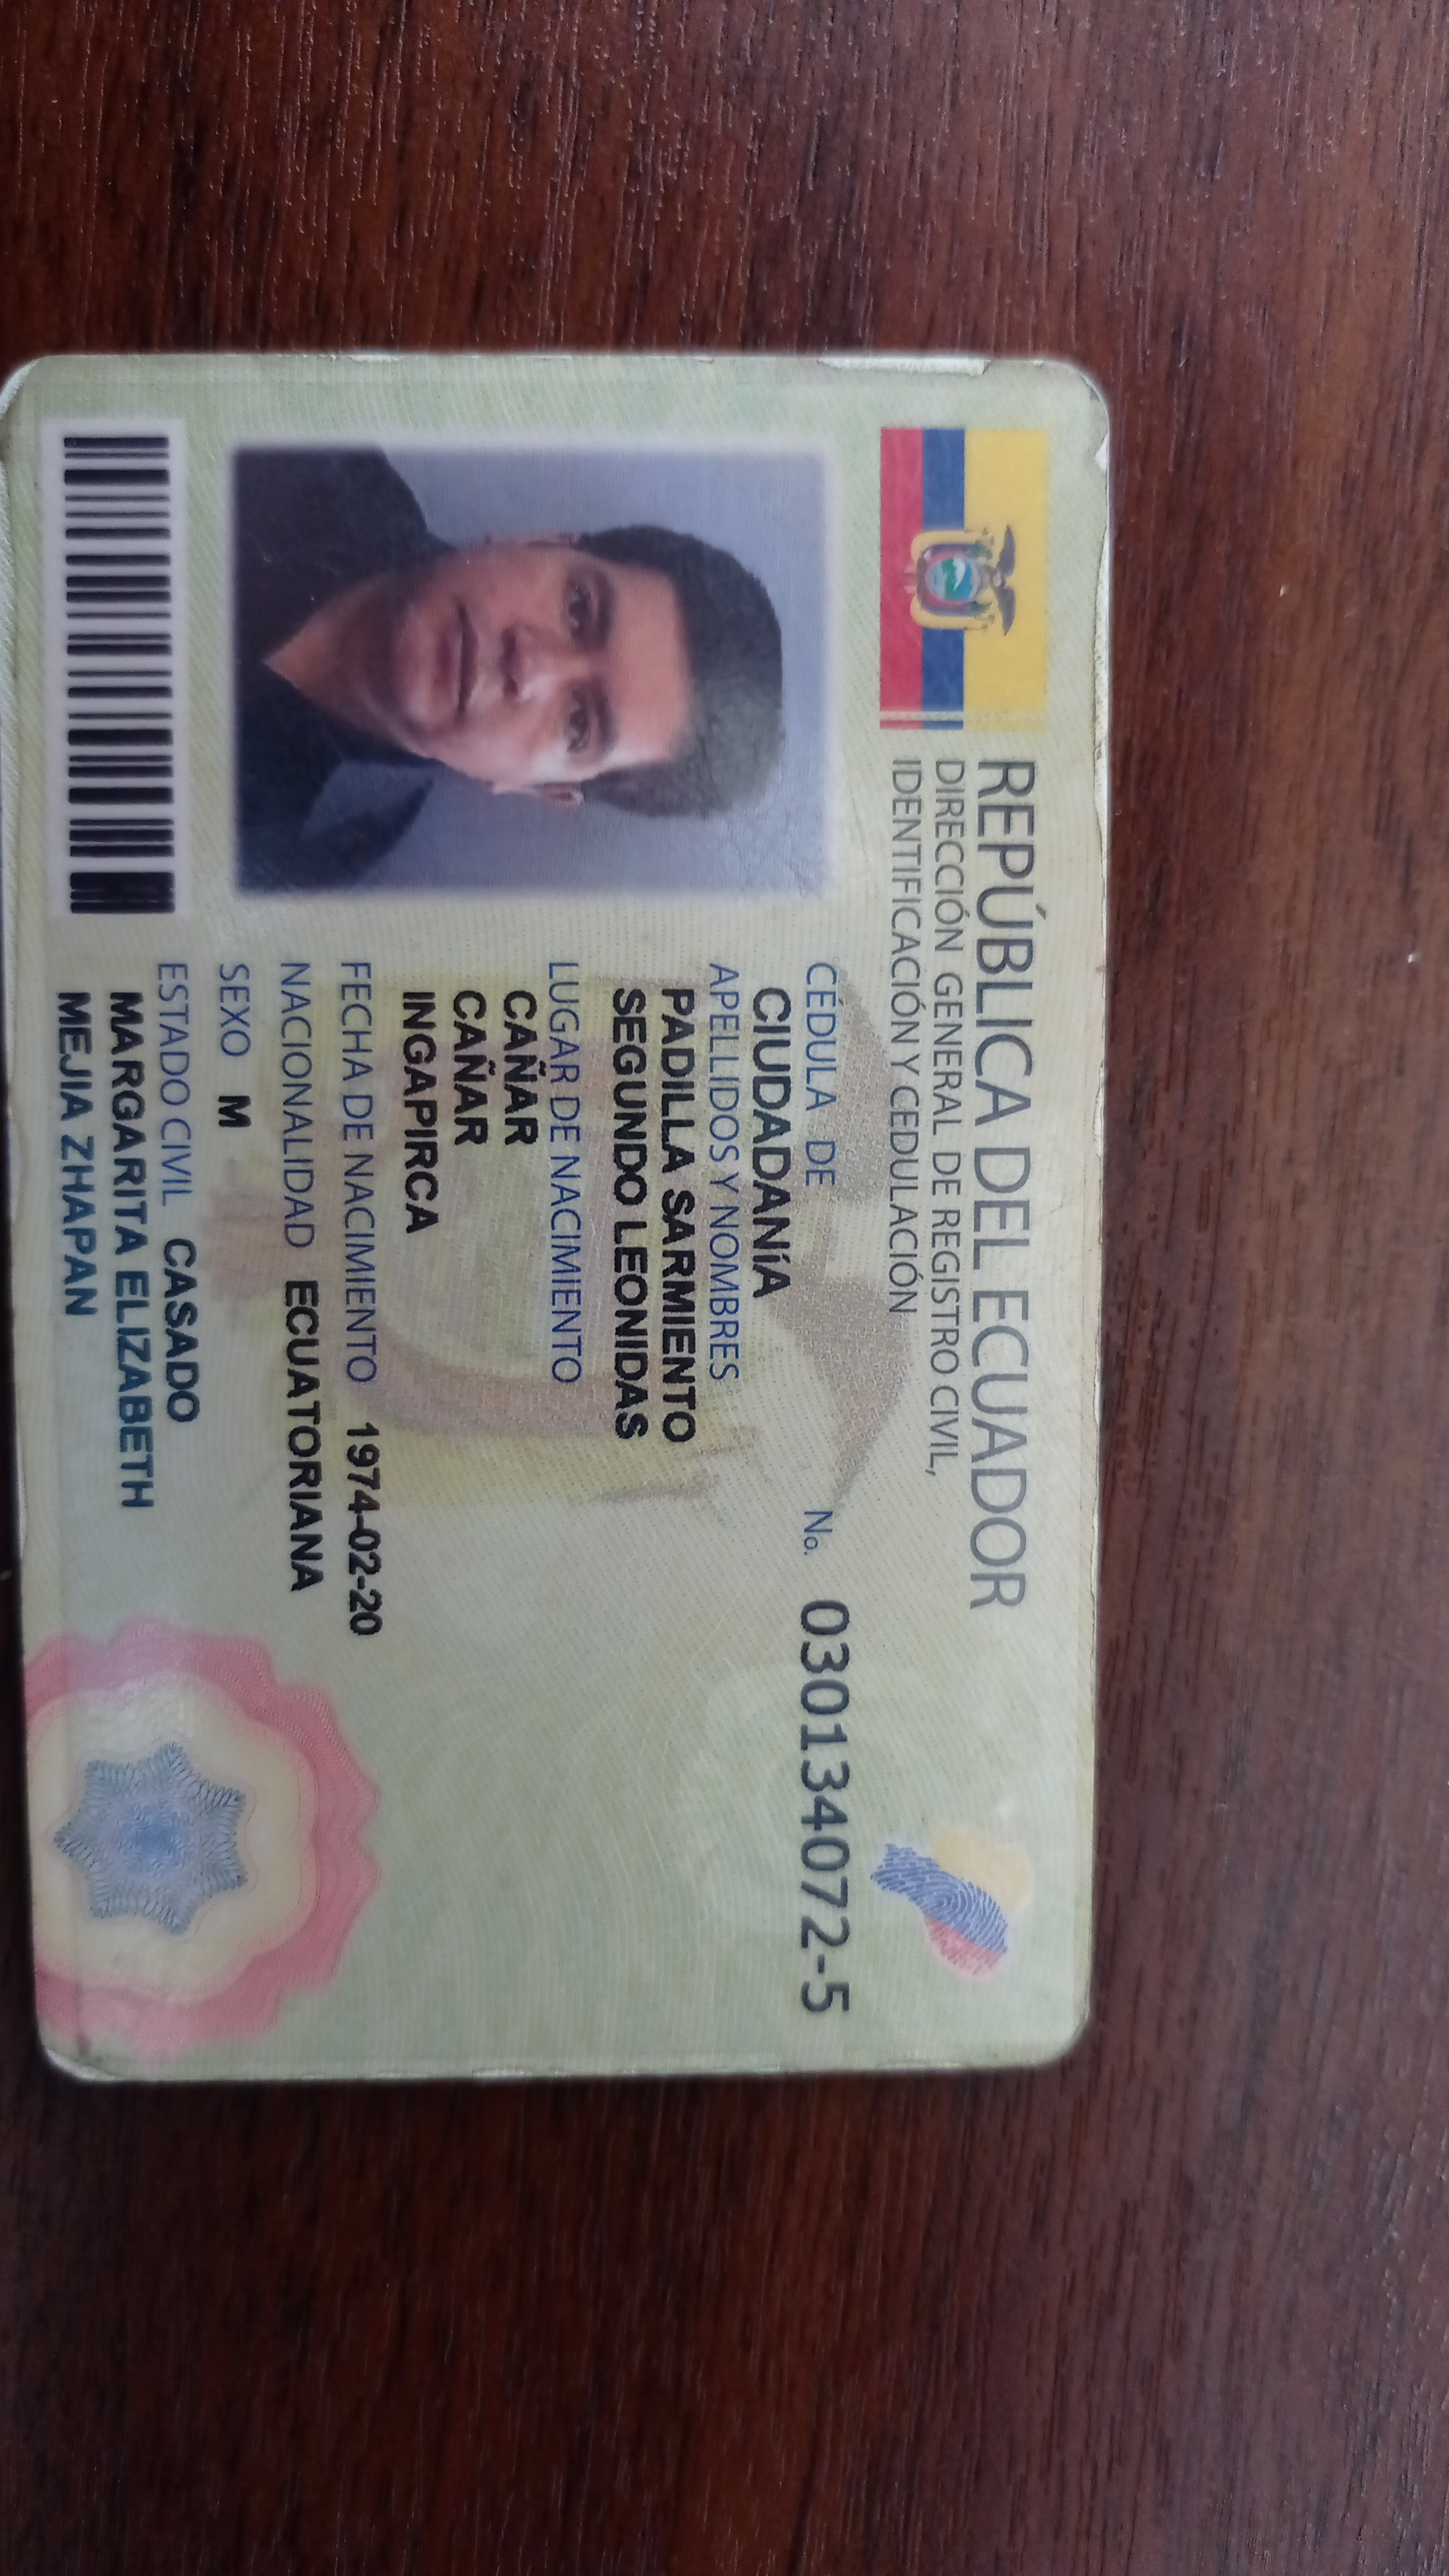 REPÚBLICA DEL ECUADOR
DIRECCIÓN GENERAL DE REGISTRO CIVIL,
IDENTIFICACIÓN Y CEDULACIÓN
CÉDULA DE
No. 030134072-5
CIUDADANÍA
APELLIDOS Y NOMBRES
PADILLA SARMIENTO
SEGUNDO LEONIDAS
LUGAR DE NACIMIENTO
CAÑAR
CAÑAR
INGAPIRCA
FECHA DE NACIMIENTO 1974-02-20
NACIONALIDAD ECUATORIANA
SEXO M
ESTADO CIVIL CASADO
MARGARITA ELIZABETH
MEJIA ZHAPAN